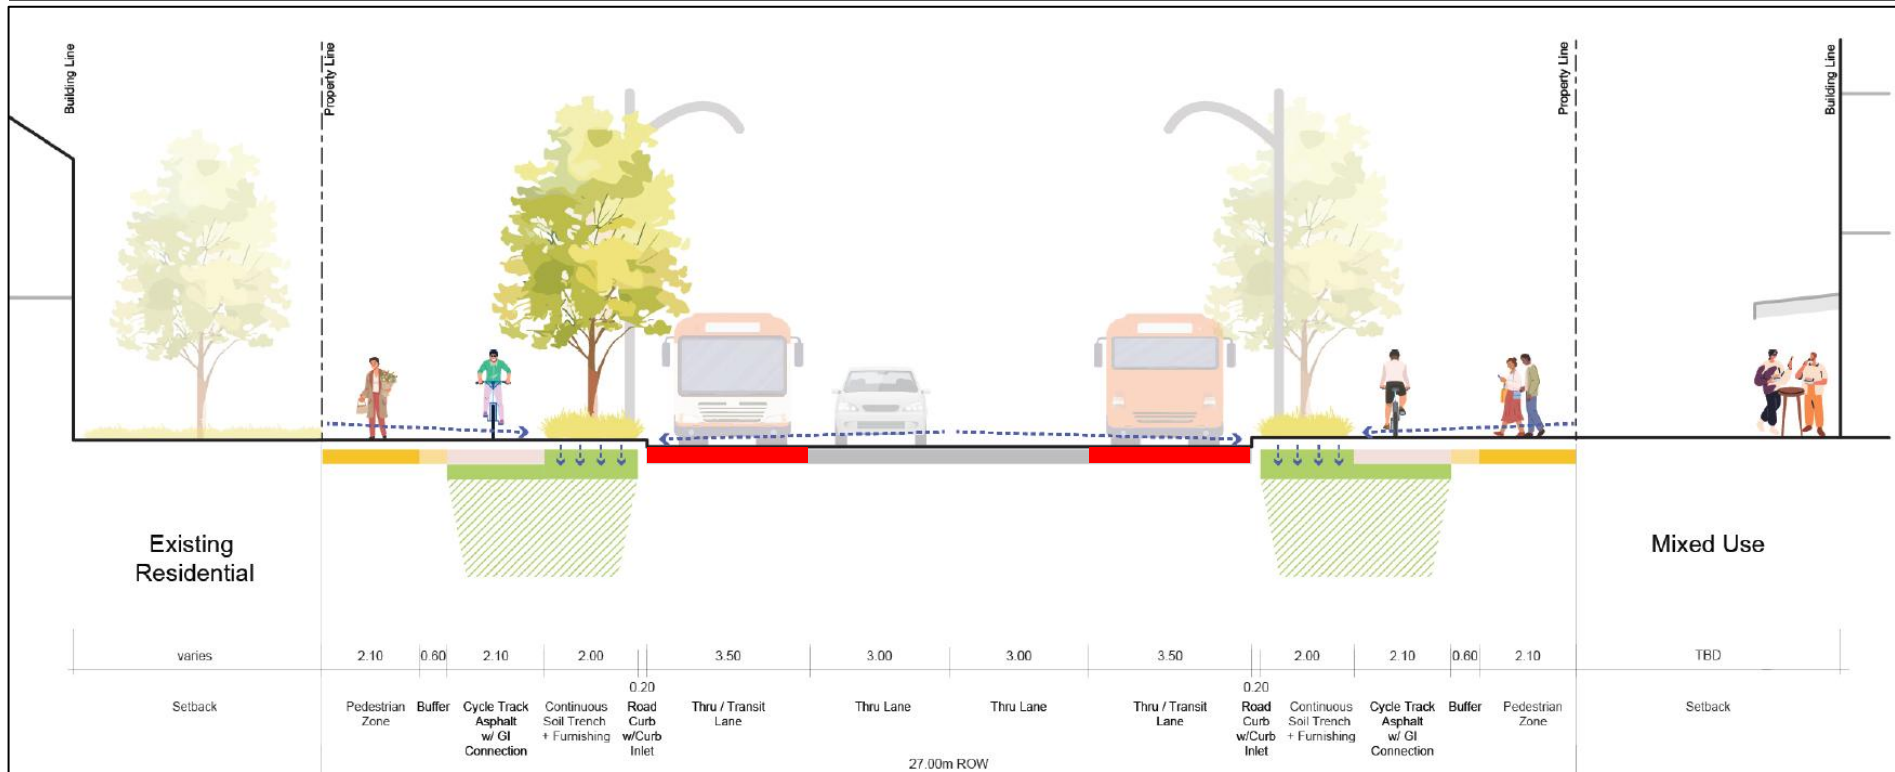 Building Line
Property Line
Property Line
Building Line
Existing
Residential
Mixed Use
varies
2.10
0.60
2.10
2.00
3.50
3.00
3.00
3.50
2.00
2.10
0.60
2.10
TBD
0.20
0.20
Setback
Pedestrian
Zone
Buffer
Cycle Track
Asphalt
w/ GI
Connection
Continuous
Soil Trench
+ Furnishing
Road
Curb
w/Curb
Inlet
Thru / Transit
Lane
Thru Lane
Thru Lane
Thru / Transit
Lane
Road
Curb
w/Curb
Inlet
Continuous
Soil Trench
+ Furnishing
Cycle Track
Asphalt
w/ GI
Connection
Buffer
Pedestrian
Zone
Setback
27.00m ROW